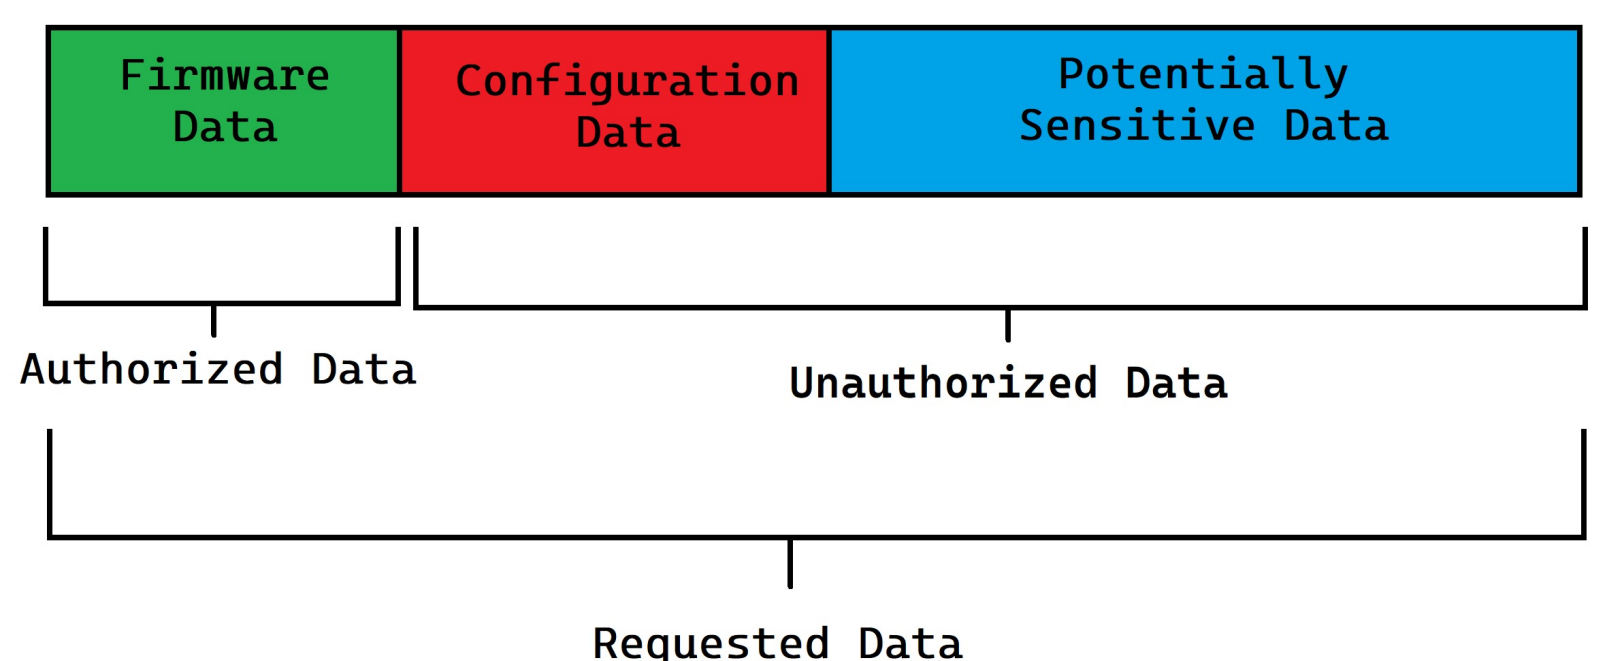 Firmware
Data
Configuration
Data
Potentially
Sensitive Data
Authorized Data
Unauthorized Data
Requested Data